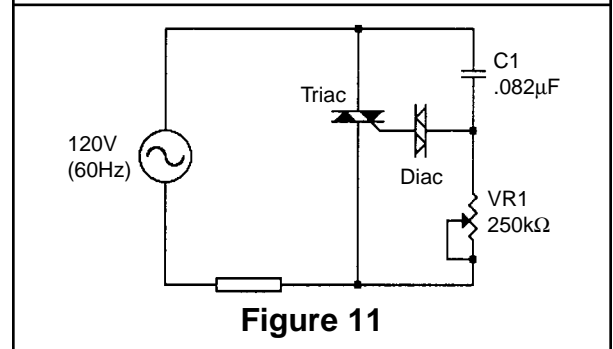 C1
.082µF
Triac
120V
(60Hz)
Diac
VR1
250kΩ
Figure 11